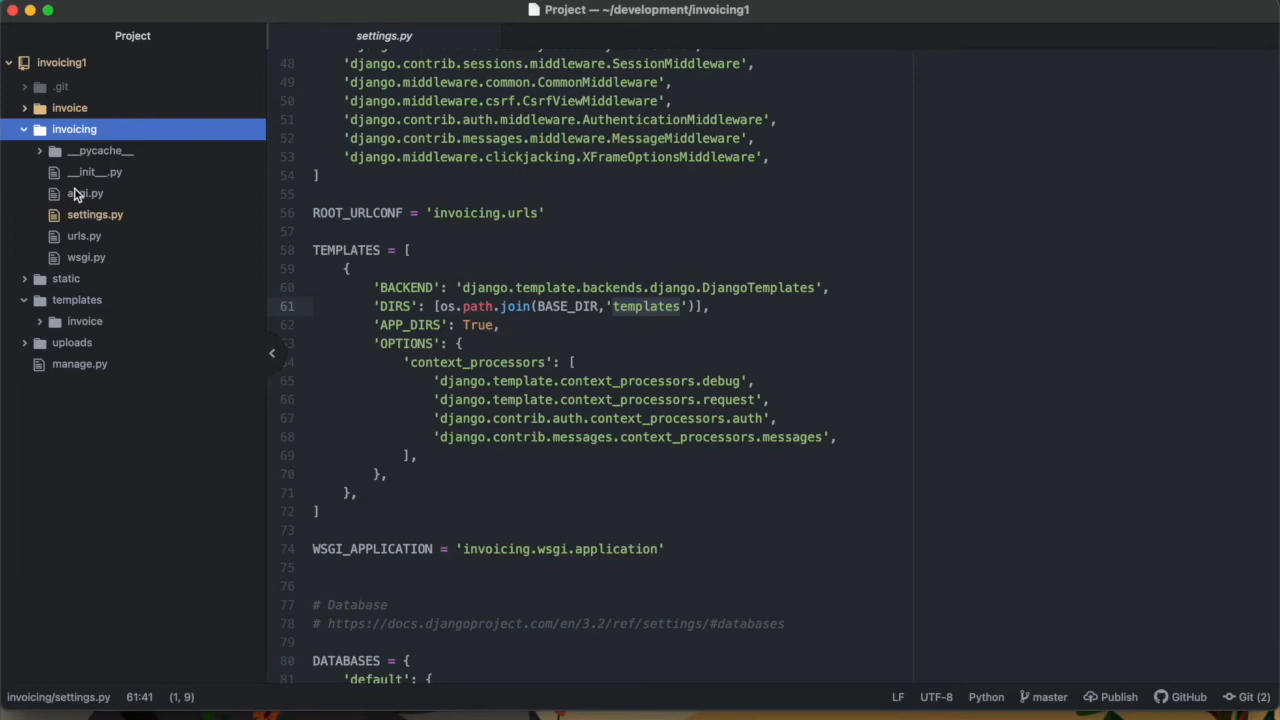 Project — ~/development/invoicing1
Project
settings.py
invoicing1
.git
invoice
invoicing
__pycache__
__init__.py
settings.py
urls.py
wsgi.py
static
templates
invoice
uploads
manage.py
48 'django.contrib.sessions.middleware.SessionMiddleware',
49 'django.middleware.common.CommonMiddleware',
50 'django.middleware.csrf.CsrfViewMiddleware',
51 'django.contrib.auth.middleware.AuthenticationMiddleware',
52 'django.contrib.messages.middleware.MessageMiddleware',
53 'django.middleware.clickjacking.XFrameOptionsMiddleware',
54 ]
55
56 ROOT_URLCONF = 'invoicing.urls'
57
58 TEMPLATES = [
59 {
60 'BACKEND': 'django.template.backends.django.DjangoTemplates',
61 'DIRS': [os.path.join(BASE_DIR,'templates')],
62 'APP_DIRS': True,
'OPTIONS': {
'context_processors': [
65 'django.template.context_processors.debug',
66 'django.template.context_processors.request',
67 'django.contrib.auth.context_processors.auth',
68 'django.contrib.messages.context_processors.messages',
69 ],
70 },
71 },
72 ]
73
74 WSGI_APPLICATION = 'invoicing.wsgi.application'
75
76
77 # Database
78 # https://docs.djangoproject.com/en/3.2/ref/settings/#databases
79
80 DATABASES = {
81 'default': {
invoicing/settings.py 61:41 (1, 9) LF UTF-8 Python master Publish GitHub Git (2)